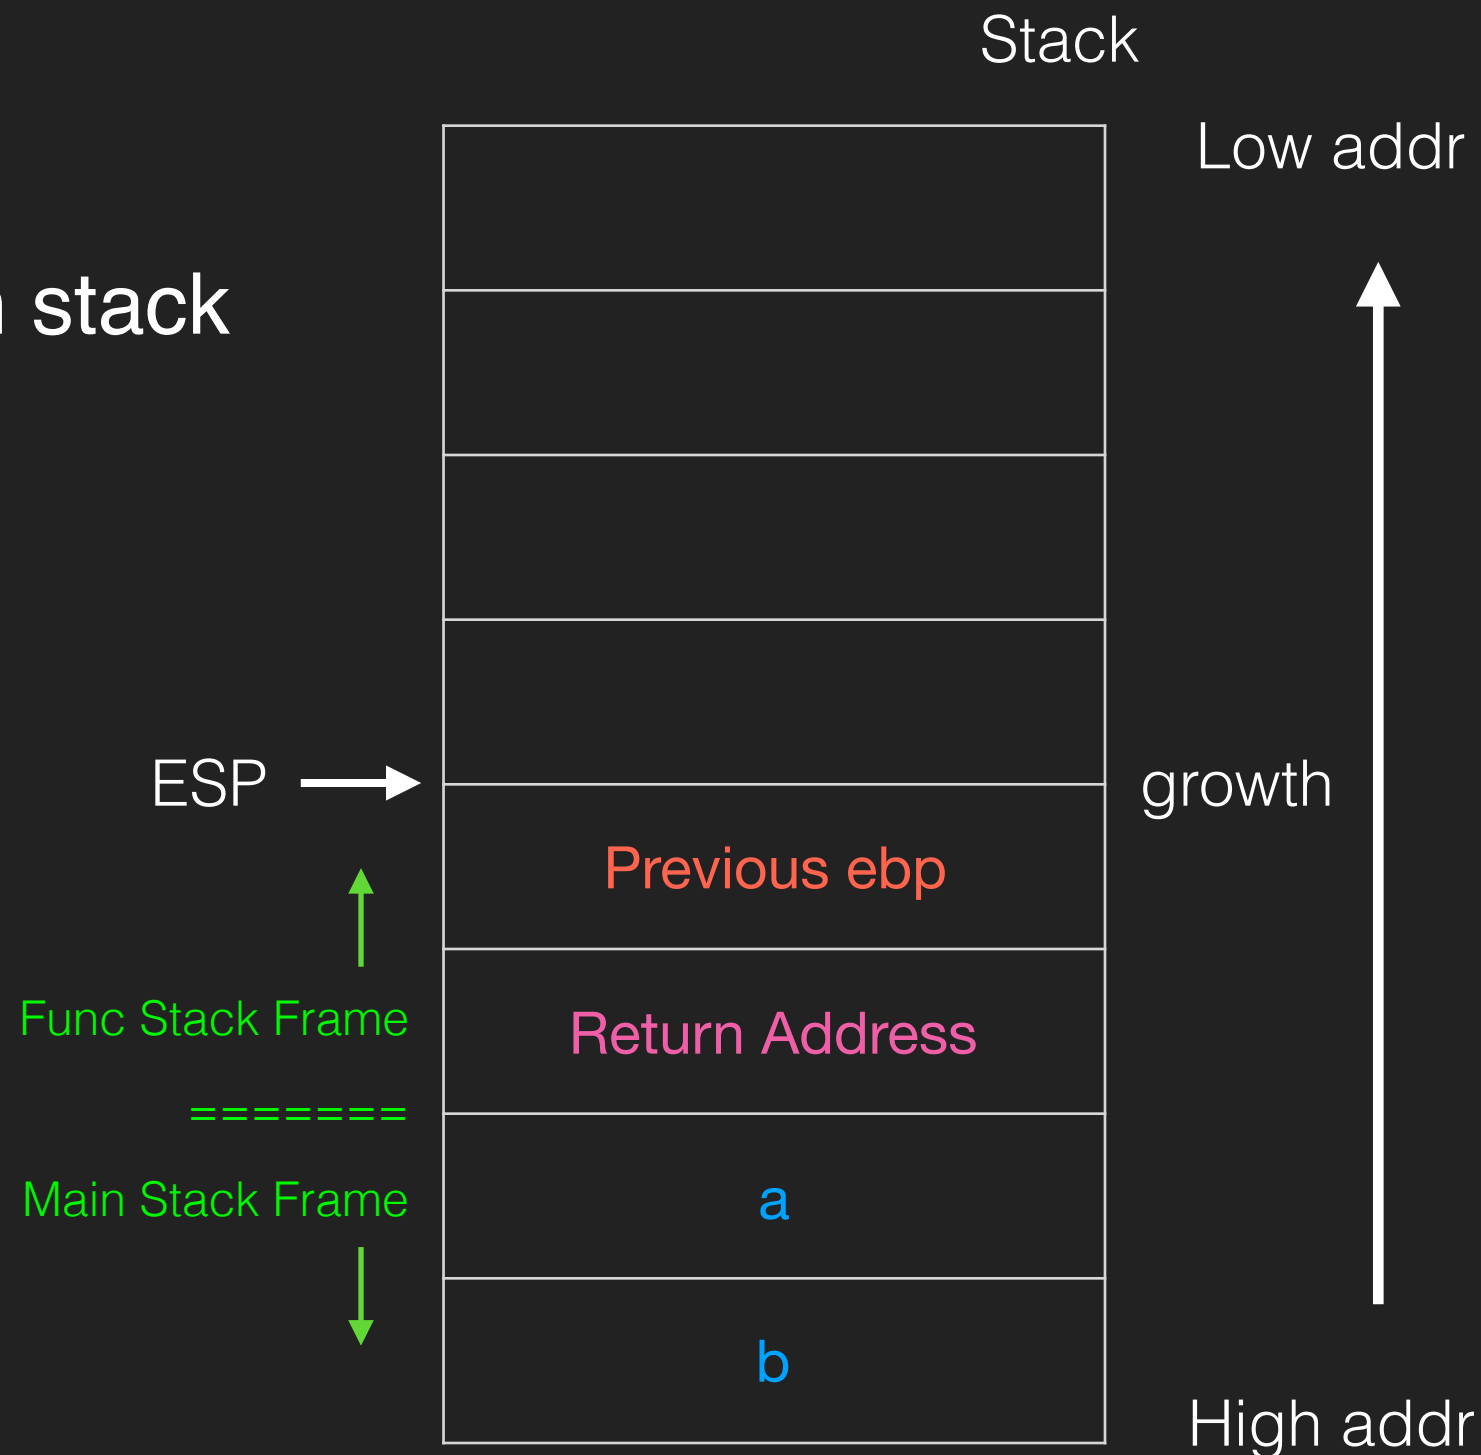 Stack
Low addr
stack
ESP
growth
Previous ebp
Func Stack Frame
Return Address
=======
Main Stack Frame
a
b
High addr